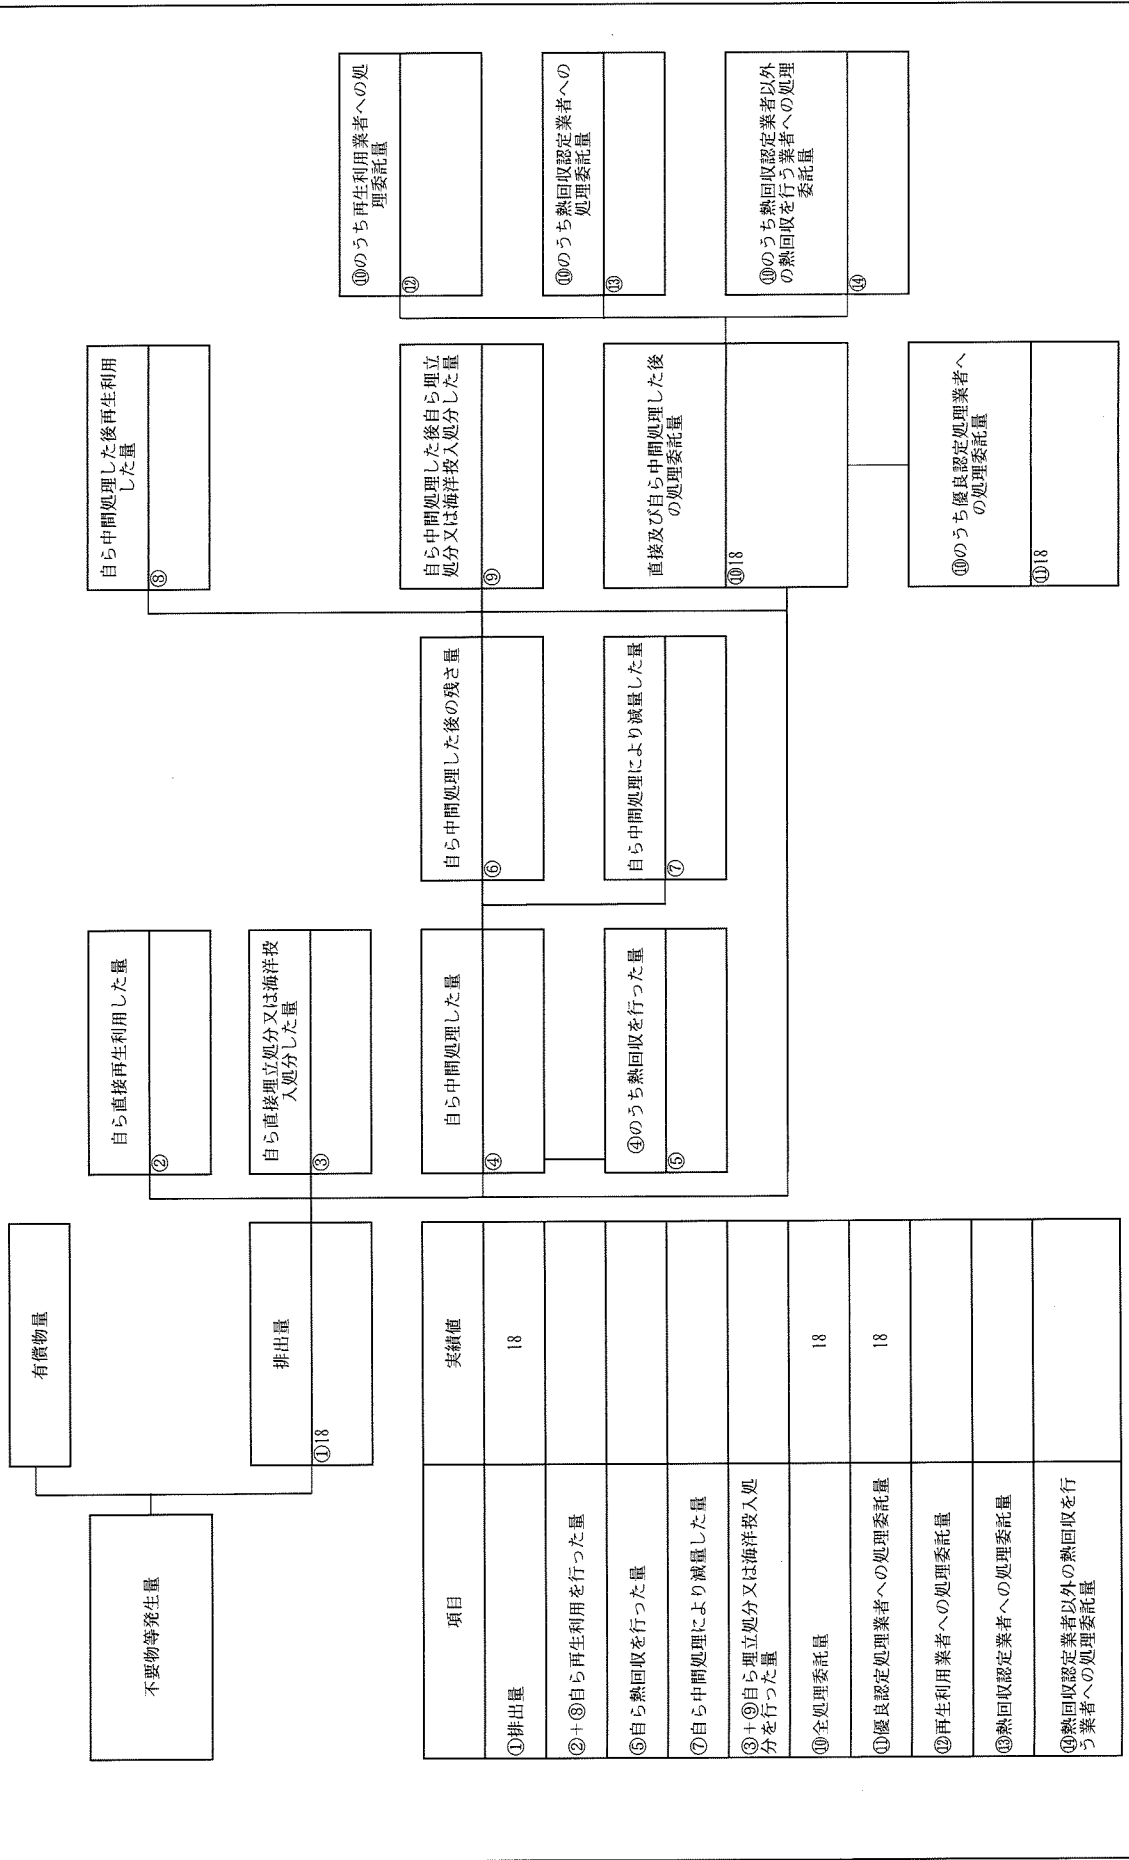 不要物等発生量
有償物量
排出量
①18
自ら直接再生利用した量
②
自ら直接埋立処分又は海洋投
入処分した量
③
自ら中間処理した量
④
④のうち熱回収を行った量
⑤
自ら中間処理した後の残さ量
⑥
自ら中間処理により減量した量
⑦
自ら中間処理した後再生利用
した量
⑧
自ら中間処理した後自ら埋立
処分又は海洋投入処分した量
⑨
直接及び自ら中間処理した後
の処理委託量
⑩18
⑩のうち優良認定処理業者へ
の処理委託量
⑪18
⑩のうち再生利用業者への処
理委託量
⑫
⑩のうち熱回収認定業者への
処理委託量
⑬
⑩のうち熱回収認定業者以外
の熱回収を行う業者への処理
委託量
⑭
項目 実績値
①排出量 18
②+⑧自ら再生利用を行った量
⑤自ら熱回収を行った量
⑦自ら中間処理により減量した量
③+⑨自ら埋立処分又は海洋投入処
分を行った量
⑩全処理委託量 18
⑪優良認定処理業者への処理委託量 18
⑫再生利用業者への処理委託量
⑬熱回収認定業者への処理委託量
⑭熱回収認定業者以外の熱回収を行
う業者への処理委託量